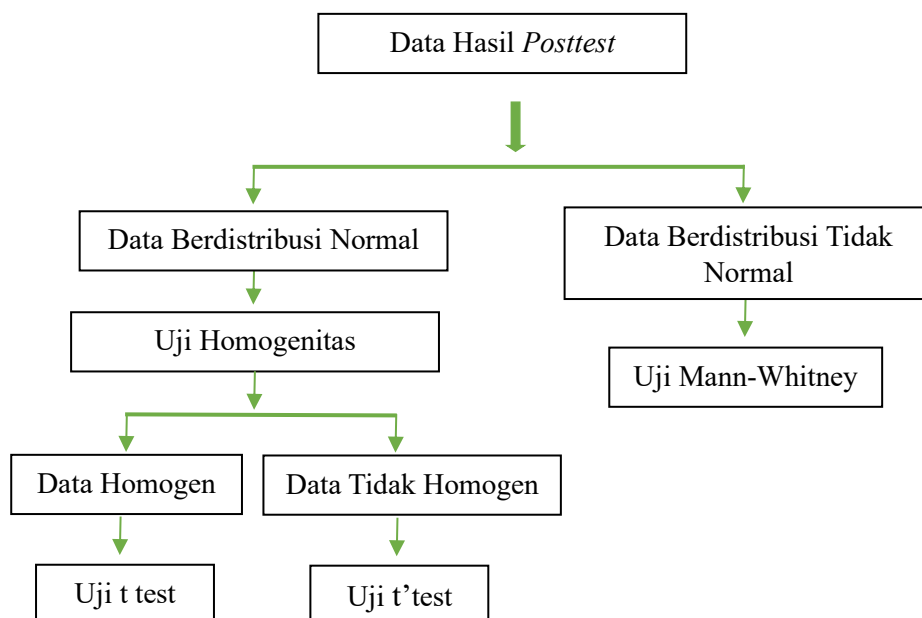 Data Hasil Posttest
Data Berdistribusi Normal
Data Berdistribusi Tidak
Normal
Uji Homogenitas
Uji Mann-Whitney
Data Homogen
Data Tidak Homogen
Uji t test
Uji t’test